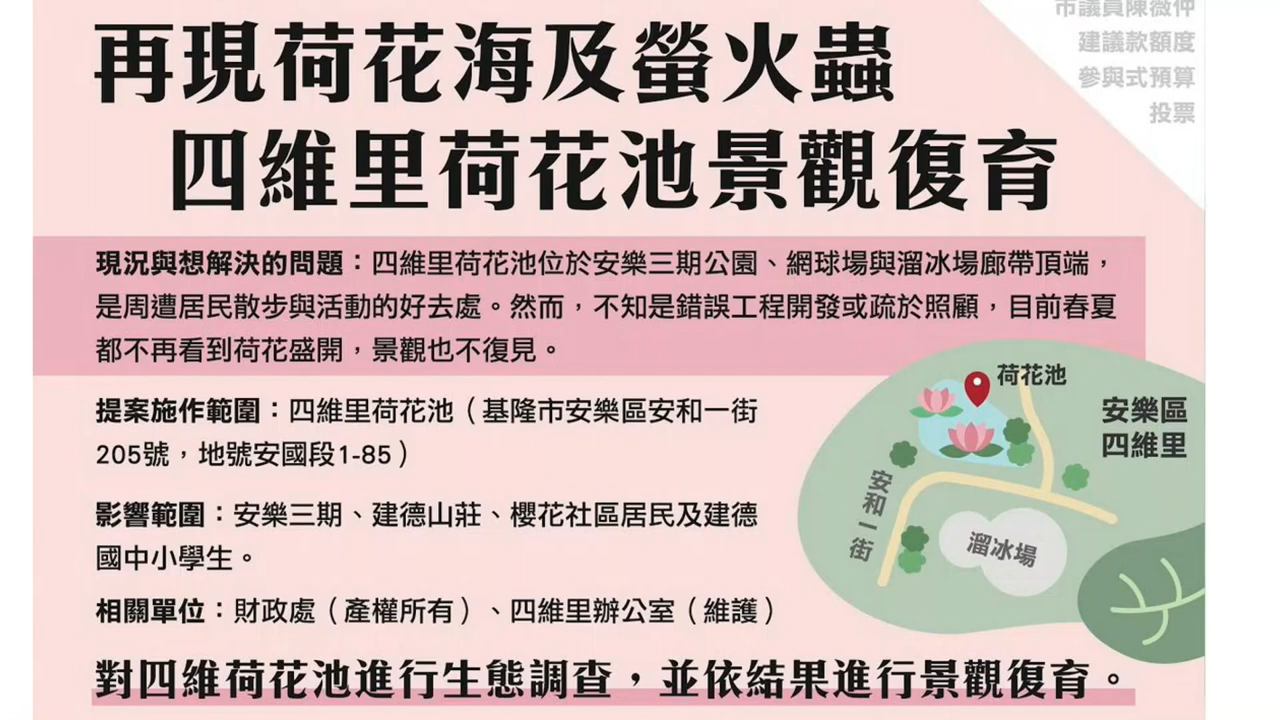 市議員陳薇仲
建議款額度
參與式預算
投票
再現荷花海及螢火蟲
四維里荷花池景觀復育
現況與想解決的問題：四維里荷花池位於安樂三期公園、網球場與溜冰場廊帶頂端，
是周遭居民散步與活動的好去處。然而，不知是錯誤工程開發或疏於照顧，目前春夏
都不再看到荷花盛開，景觀也不復見。
提案施作範圍：四維里荷花池（基隆市安樂區安和一街
205號，地號安國段1-85）
影響範圍：安樂三期、建德山莊、櫻花社區居民及建德
國中小學生。
相關單位：財政處（產權所有）、四維里辦公室（維護）
荷花池
安樂區
四維里
安和一街
溜冰場
對四維荷花池進行生態調查，並依結果進行景觀復育。